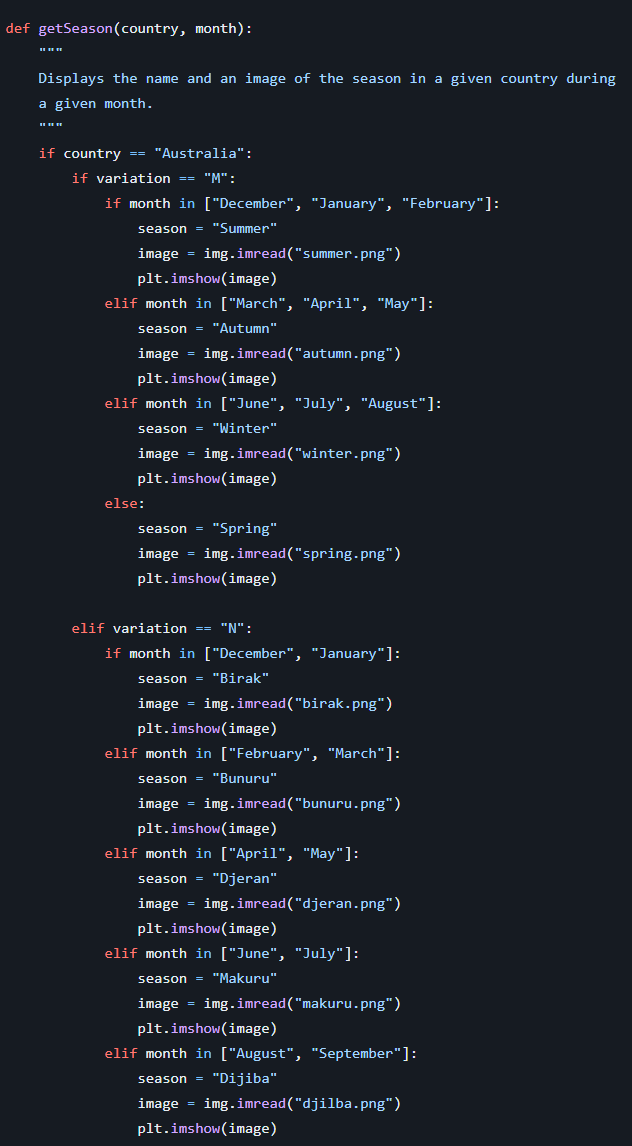 def getSeason(country, month):
    """
    Displays the name and an image of the season in a given country during
    a given month.
    """
    if country == "Australia":
        if variation == "M":
            if month in ["December", "January", "February"]:
                season = "Summer"
                image = img.imread("summer.png")
                plt.imshow(image)
            elif month in ["March", "April", "May"]:
                season = "Autumn"
                image = img.imread("autumn.png")
                plt.imshow(image)
            elif month in ["June", "July", "August"]:
                season = "Winter"
                image = img.imread("winter.png")
                plt.imshow(image)
            else:
                season = "Spring"
                image = img.imread("spring.png")
                plt.imshow(image)

        elif variation == "N":
            if month in ["December", "January"]:
                season = "Birak"
                image = img.imread("birak.png")
                plt.imshow(image)
            elif month in ["February", "March"]:
                season = "Bunuru"
                image = img.imread("bunuru.png")
                plt.imshow(image)
            elif month in ["April", "May"]:
                season = "Djeran"
                image = img.imread("djeran.png")
                plt.imshow(image)
            elif month in ["June", "July"]:
                season = "Makuru"
                image = img.imread("makuru.png")
                plt.imshow(image)
            elif month in ["August", "September"]:
                season = "Dijiba"
                image = img.imread("djilba.png")
                plt.imshow(image)